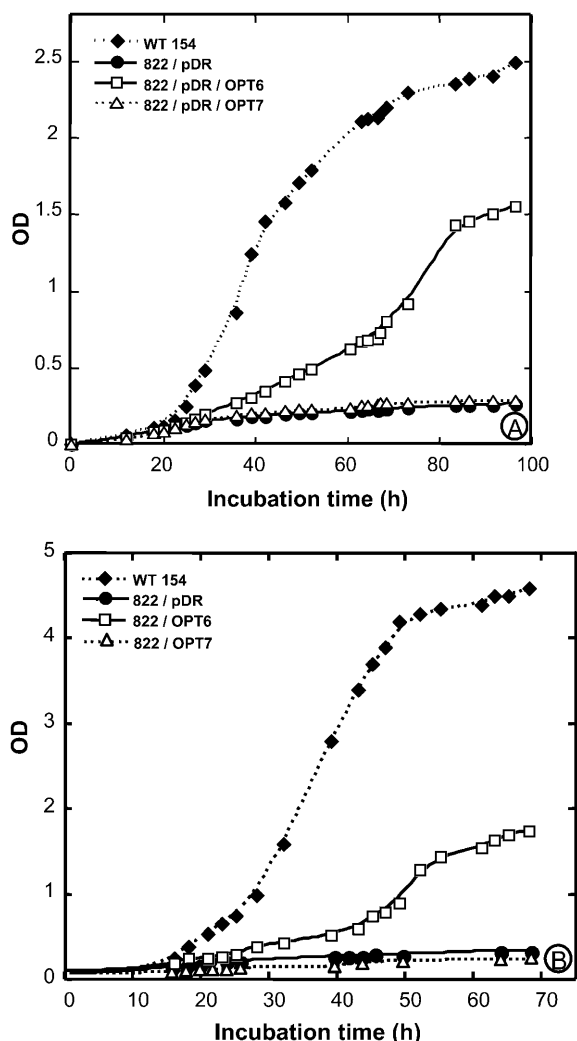 WT 154
822 / pDR
822 / pDR / OPT6
822 / pDR / OPT7
OD
2.5
2
1.5
1
0.5
0
0 20 40 60 80 100
A
Incubation time (h)
WT 154
822 / pDR
822 / OPT6
822 / OPT7
OD
5
4
3
2
1
0
0 10 20 30 40 50 60 70
B
Incubation time (h)